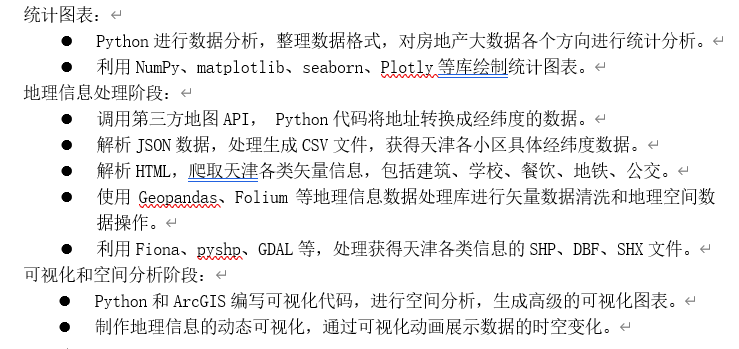 统计图表：
● Python 进行数据分析，整理数据格式，对房地产大数据各个方向进行统计分析。
● 利用 NumPy、matplotlib、seaborn、Plotly 等库绘制统计图表。
地理信息处理阶段：
● 调用第三方地图 API， Python 代码将地址转换成经纬度的数据。
● 解析 JSON 数据，处理生成 CSV 文件，获得天津各小区具体经纬度数据。
● 解析 HTML，爬取天津各类矢量信息，包括建筑、学校、餐饮、地铁、公交。
● 使用 Geopandas、Folium 等地理信息数据处理库进行矢量数据清洗和地理空间数
据操作。
● 利用 Fiona、pyshp、GDAL 等，处理获得天津各类信息的 SHP、DBF、SHX 文件。
可视化和空间分析阶段：
● Python 和 ArcGIS 编写可视化代码，进行空间分析，生成高级的可视化图表。
● 制作地理信息的动态可视化，通过可视化动画展示数据的时空变化。